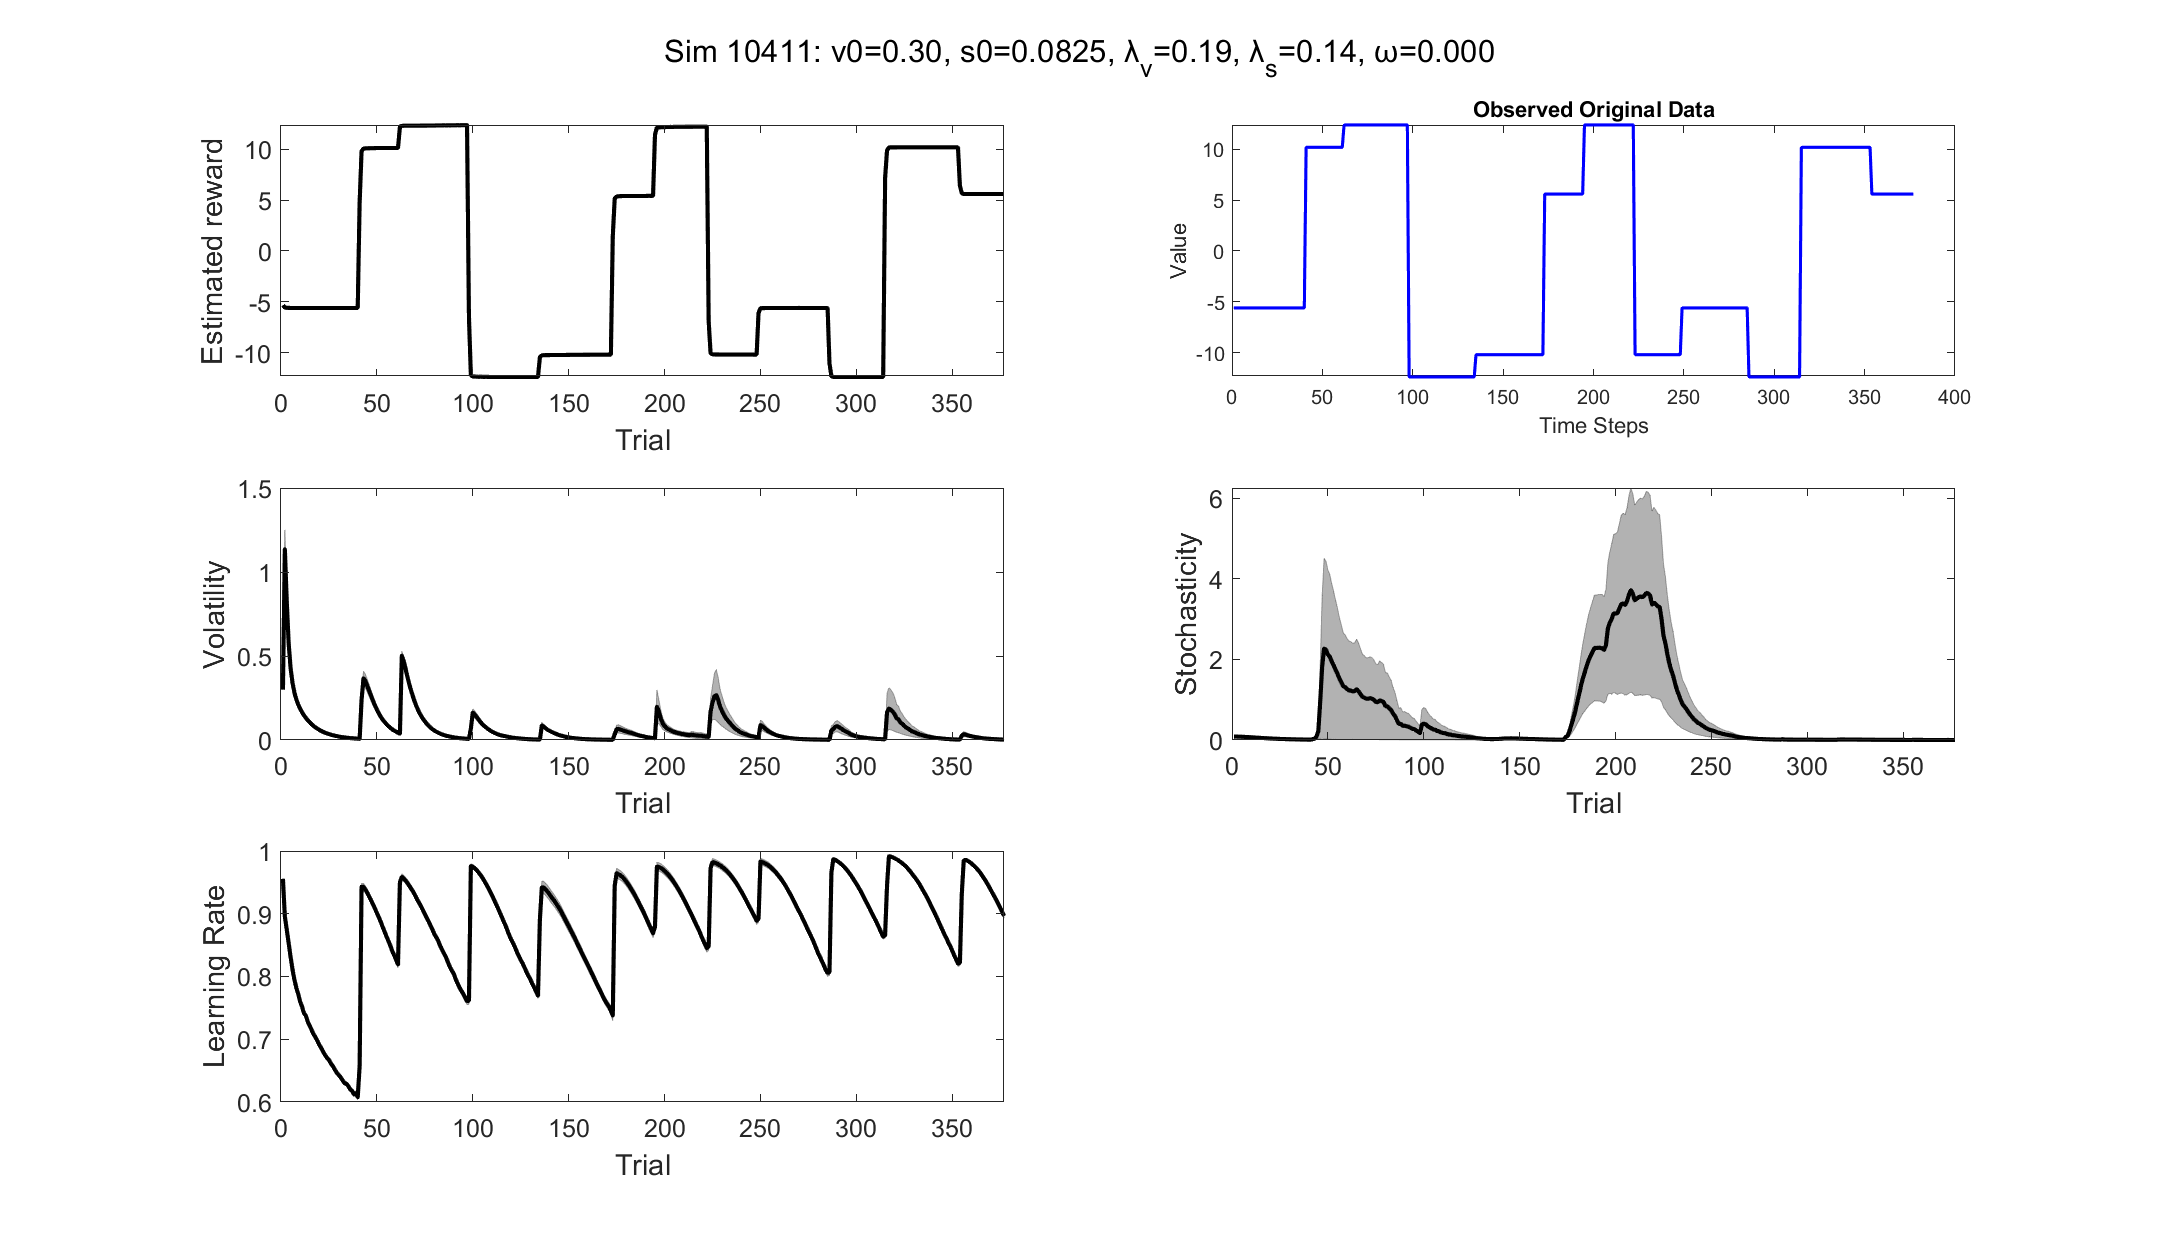 Sim 10411: v0=0.30, s0=0.0825, λ_v=0.19, λ_s=0.14, ω=0.000
Estimated reward
10
5
0
-5
-10
0 50 100 150 200 250 300 350
Trial
Observed Original Data
Value
10
5
0
-5
-10
0 50 100 150 200 250 300 350 400
Time Steps
Volatility
1.5
1
0.5
0
0 50 100 150 200 250 300 350
Trial
Stochasticity
6
4
2
0
0 50 100 150 200 250 300 350
Trial
Learning Rate
1
0.9
0.8
0.7
0.6
0 50 100 150 200 250 300 350
Trial